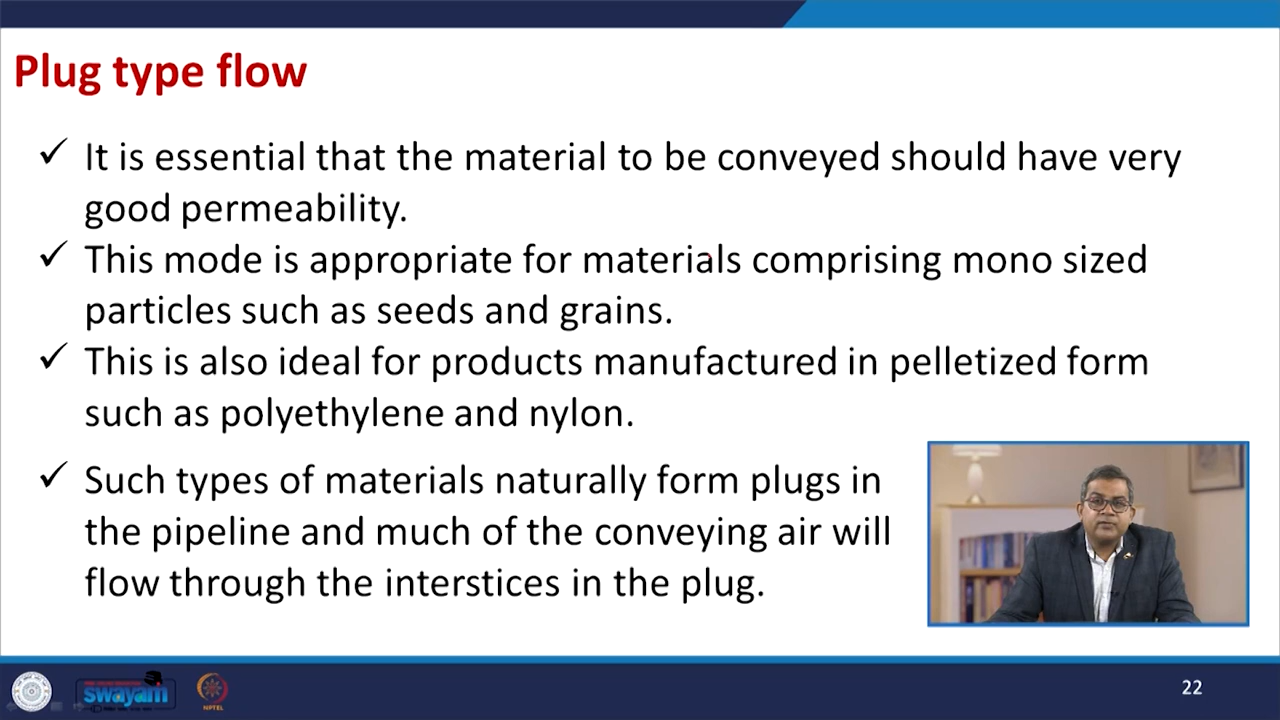 Plug type flow
✓ It is essential that the material to be conveyed should have very
good permeability.
✓ This mode is appropriate for materials comprising mono sized
particles such as seeds and grains.
✓ This is also ideal for products manufactured in pelletized form
such as polyethylene and nylon.
✓ Such types of materials naturally form plugs in
the pipeline and much of the conveying air will
flow through the interstices in the plug.
swayam
NPTEL
22